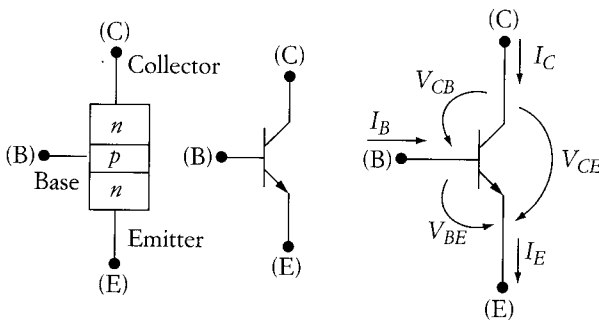 (C)
Collector
n
p
n
(B)
Base
Emitter
(E)
(C)
(B)
(E)
(C)
I_C
V_CB
I_B
(B)
V_CE
V_BE
I_E
(E)